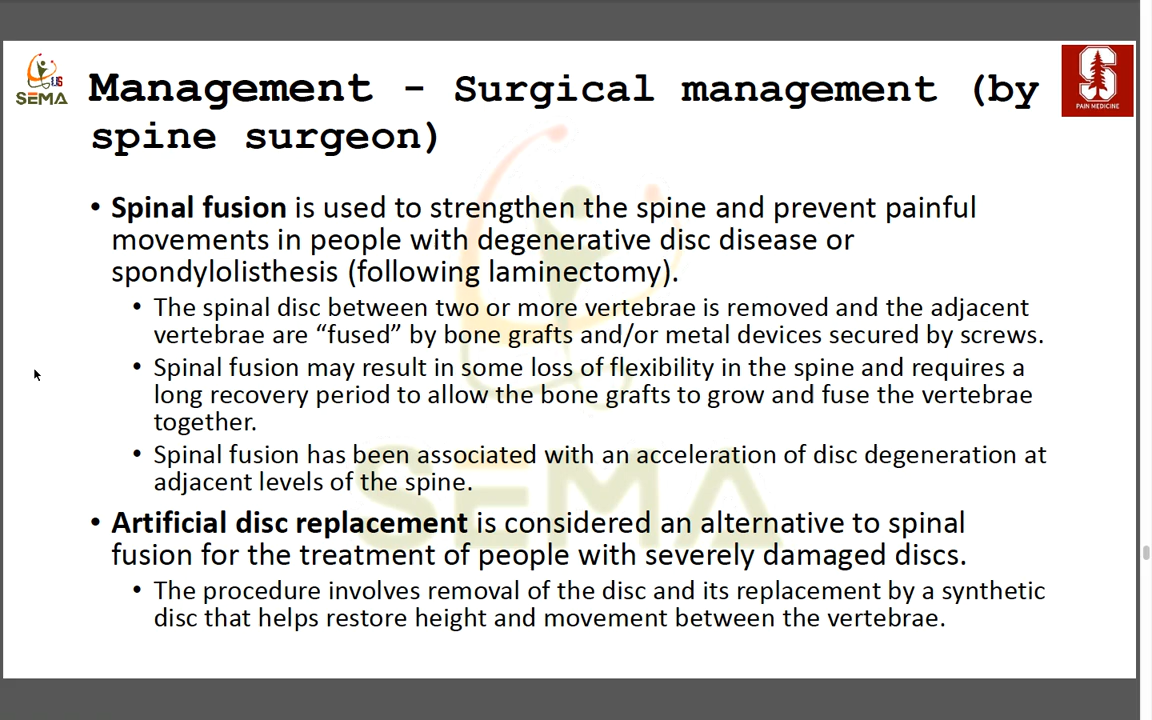 US
SEMA
Management - Surgical management (by
spine surgeon)
S
PAIN MEDICINE
• Spinal fusion is used to strengthen the spine and prevent painful
movements in people with degenerative disc disease or
spondylolisthesis (following laminectomy).
• The spinal disc between two or more vertebrae is removed and the adjacent
vertebrae are “fused” by bone grafts and/or metal devices secured by screws.
• Spinal fusion may result in some loss of flexibility in the spine and requires a
long recovery period to allow the bone grafts to grow and fuse the vertebrae
together.
• Spinal fusion has been associated with an acceleration of disc degeneration at
adjacent levels of the spine.
SEMA
• Artificial disc replacement is considered an alternative to spinal
fusion for the treatment of people with severely damaged discs.
• The procedure involves removal of the disc and its replacement by a synthetic
disc that helps restore height and movement between the vertebrae.